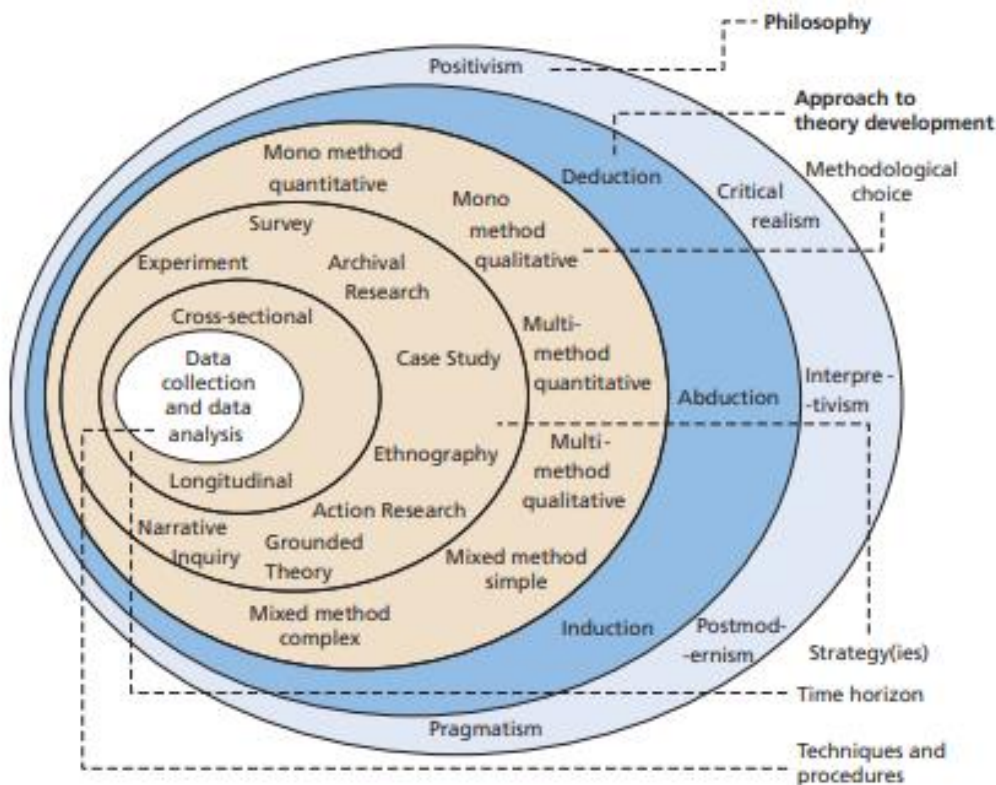 Philosophy
Positivism
Approach to
theory development
Mono method
quantitative
Deduction
Methodological
choice
Mono
method
qualitative
Critical
realism
Survey
Experiment
Archival
Research
Cross-sectional
Multi-
method
quantitative
Data
collection
and data
analysis
Case Study
Abduction
Interpre-
-tivism
Ethnography
Multi-
method
qualitative
Longitudinal
Action Research
Narrative
Inquiry
Grounded
Theory
Mixed method
simple
Mixed method
complex
Induction
Postmod-
-ernism
Strategy(ies)
Time horizon
Pragmatism
Techniques and
procedures